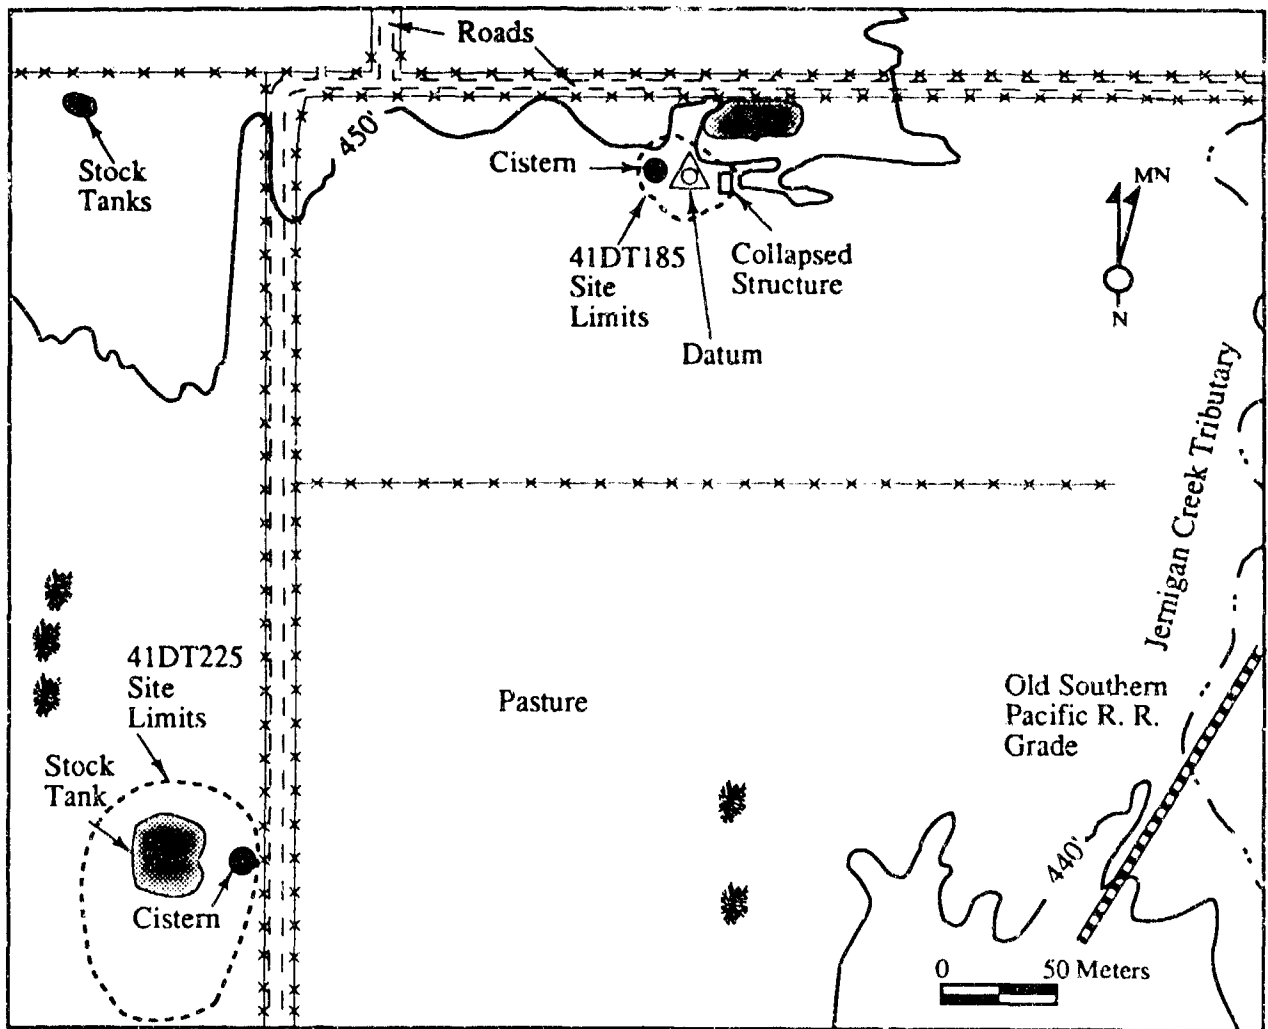 Roads
450'
Stock
Tanks
Cistern
MN
41DT185
Site
Limits
Collapsed
Structure
N
Datum
Jernigan Creek Tributary
41DT225
Site
Limits
Pasture
Old Southern
Pacific R. R.
Grade
Stock
Tank
440'
Cistern
0 50 Meters